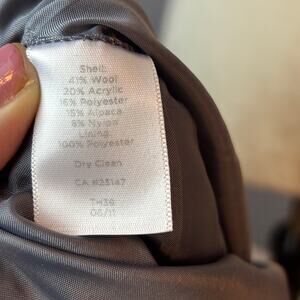 Shell:
41% Wool
20% Acrylic
16% Polyester
15% Alpaca
8% Nylon
Lining:
100% Polyester
Dry Clean
CA #23147
TH38
06/11